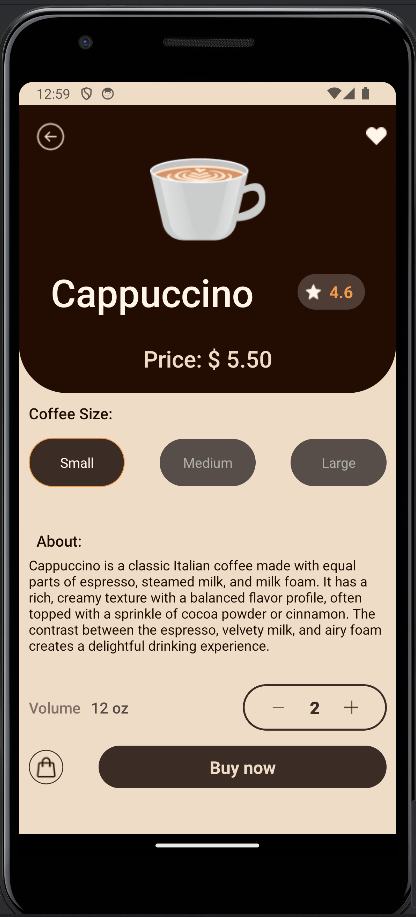 12:59
Cappuccino
4.6
Price: $ 5.50
Coffee Size:
Small Medium Large
About:
Cappuccino is a classic Italian coffee made with equal
parts of espresso, steamed milk, and milk foam. It has a
rich, creamy texture with a balanced flavor profile, often
topped with a sprinkle of cocoa powder or cinnamon. The
contrast between the espresso, velvety milk, and airy foam
creates a delightful drinking experience.
Volume 12 oz − 2 +
Buy now